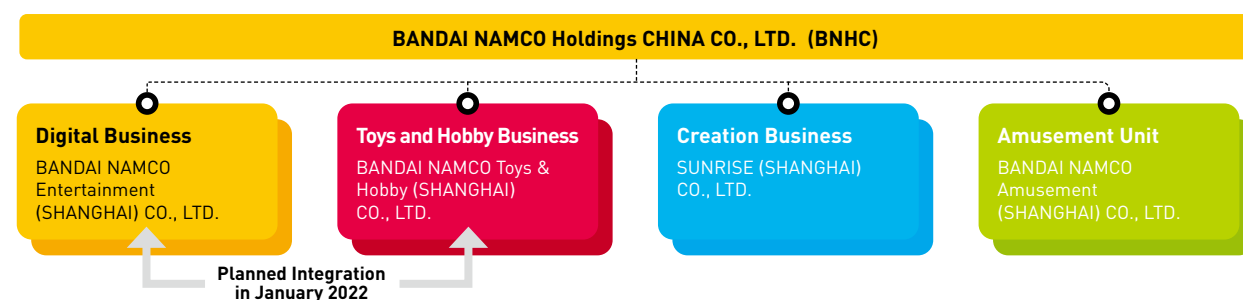 BANDAI NAMCO Holdings CHINA CO., LTD. (BNHC)
Digital Business
BANDAI NAMCO
Entertainment
(SHANGHAI) CO., LTD.
Toys and Hobby Business
BANDAI NAMCO Toys &
Hobby (SHANGHAI)
CO., LTD.
Creation Business
SUNRISE (SHANGHAI)
CO., LTD.
Amusement Unit
BANDAI NAMCO
Amusement
(SHANGHAI) CO., LTD.
Planned Integration
in January 2022